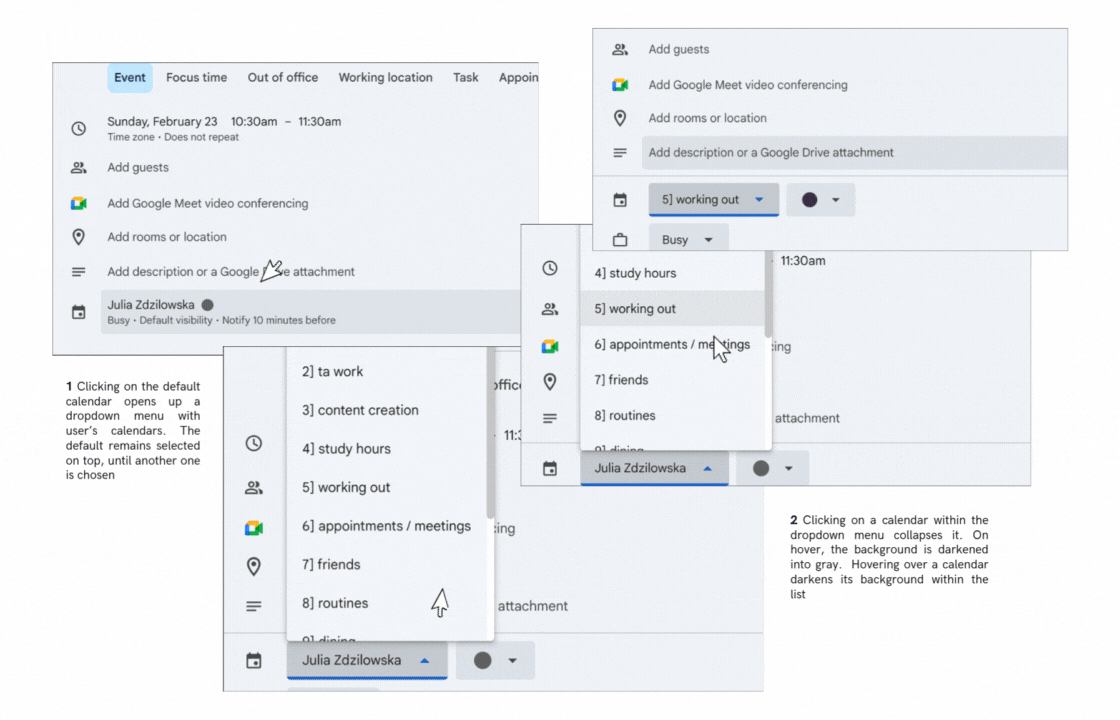 Event Focus time Out of office Working location Task Appoin
Sunday, February 23 10:30am – 11:30am
Time zone • Does not repeat
Add guests
Add Google Meet video conferencing
Add rooms or location
Add description or a Google attachment
Julia Zdzilowska
Busy • Default visibility • Notify 10 minutes before
1 Clicking on the default
calendar opens up a
dropdown menu with
user's calendars. The
default remains selected
on top, until another one
is chosen
2] ta work
3] content creation
4] study hours
5] working out
6] appointments / meetings
7] friends
8] routines
9] dining
attachment
Julia Zdzilowska
Add guests
Add Google Meet video conferencing
Add rooms or location
Add description or a Google Drive attachment
5] working out
Busy
11:30am
4] study hours
5] working out
6] appointments / meetings
7] friends
8] routines
9] dining
attachment
Julia Zdzilowska
2 Clicking on a calendar within the
dropdown menu collapses it. On
hover, the background is darkened
into gray. Hovering over a calendar
darkens its background within the
list